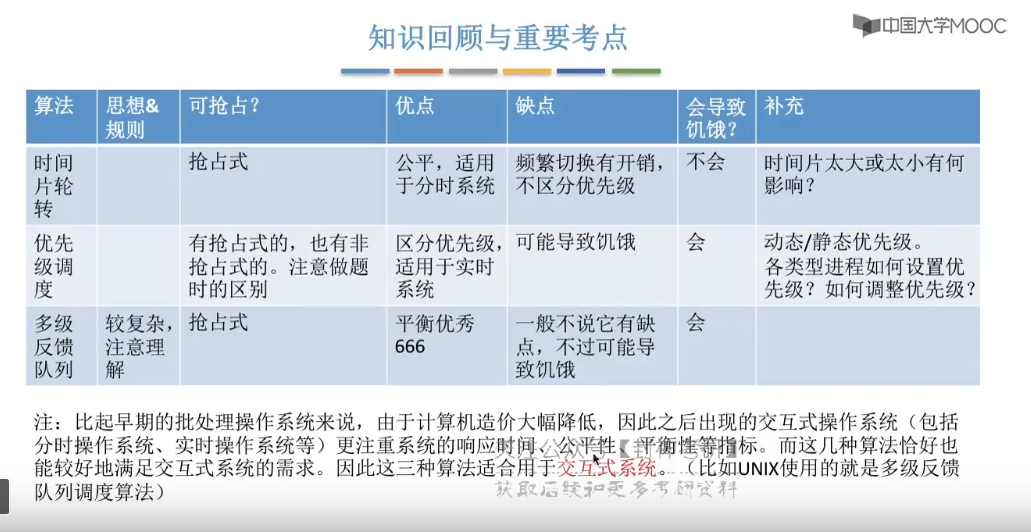 中国大学MOOC
知识回顾与重要考点
算法 思想& 可抢占？ 优点 缺点 会导致 补充
规则 饥饿？
时间 抢占式 公平，适用 频繁切换有开销， 不会 时间片太大或太小有何
片轮 于分时系统 不区分优先级 影响？
转
优先 有抢占式的，也有非 区分优先级， 可能导致饥饿 会 动态/静态优先级。
级调 抢占式的。注意做题 适用于实时 各类型进程如何设置优
度 时的区别 系统 先级？如何调整优先级？
多级 较复杂， 抢占式 平衡优秀 一般不说它有缺 会
反馈 注意理 666 点，不过可能导
队列 解 致饥饿
注：比起早期的批处理操作系统来说，由于计算机造价大幅降低，因此之后出现的交互式操作系统（包括
分时操作系统、实时操作系统等）更注重系统的响应时间、公平性、平衡性等指标。而这几种算法恰好也
能较好地满足交互式系统的需求。因此这三种算法适合用于交互式系统。（比如UNIX使用的就是多级反馈
队列调度算法）
获取后续和更多考研资料